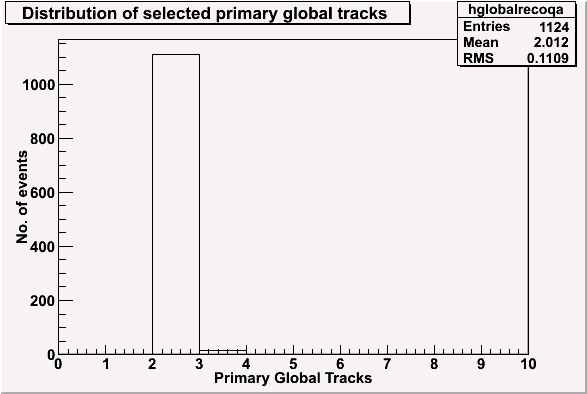 Distribution of selected primary global tracks
hglobalrecoqa
Entries 1124
Mean 2.012
RMS 0.1109
No. of events
1000
800
600
400
200
0
0 1 2 3 4 5 6 7 8 9 10
Primary Global Tracks